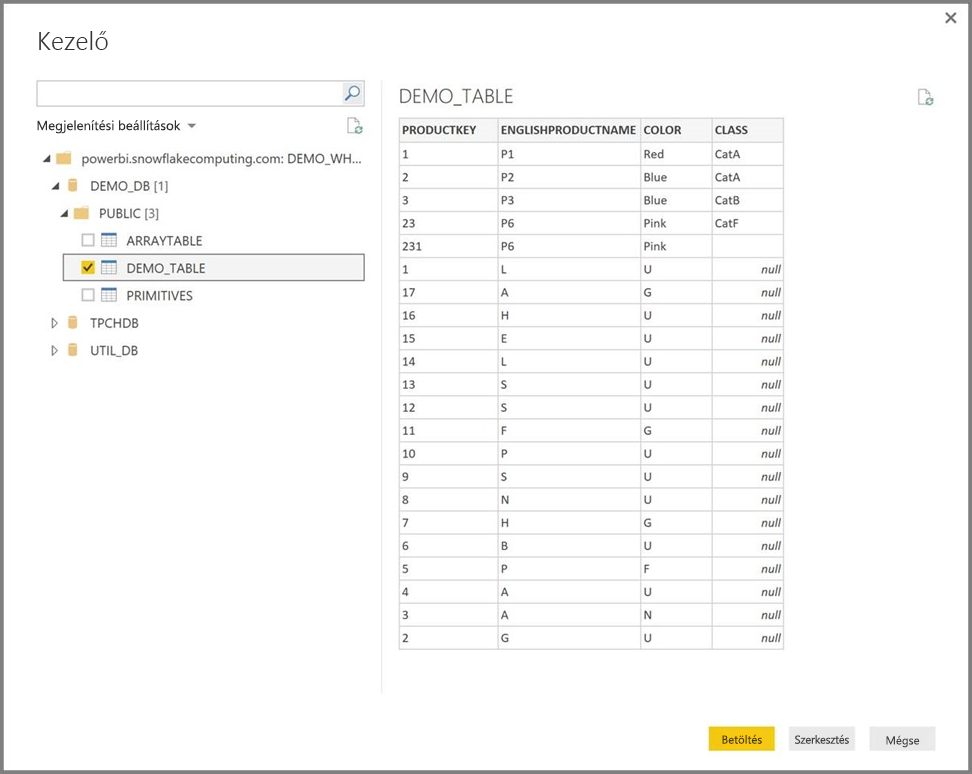 Kezelő
Megjelenítési beállítások
powerbi.snowflakecomputing.com: DEMO_WH...
DEMO_DB [1]
PUBLIC [3]
ARRAYTABLE
DEMO_TABLE
PRIMITIVES
TPCHDB
UTIL_DB
DEMO_TABLE
PRODUCTKEY ENGLISHPRODUCTNAME COLOR CLASS
1 P1 Red CatA
2 P2 Blue CatA
3 P3 Blue CatB
23 P6 Pink CatF
231 P6 Pink
1 L U null
17 A G null
16 H U null
15 E U null
14 L U null
13 S U null
12 S U null
11 F G null
10 P U null
9 S U null
8 N U null
7 H G null
6 B U null
5 P F null
4 A U null
3 A N null
2 G U null
Betöltés Szerkesztés Mégse